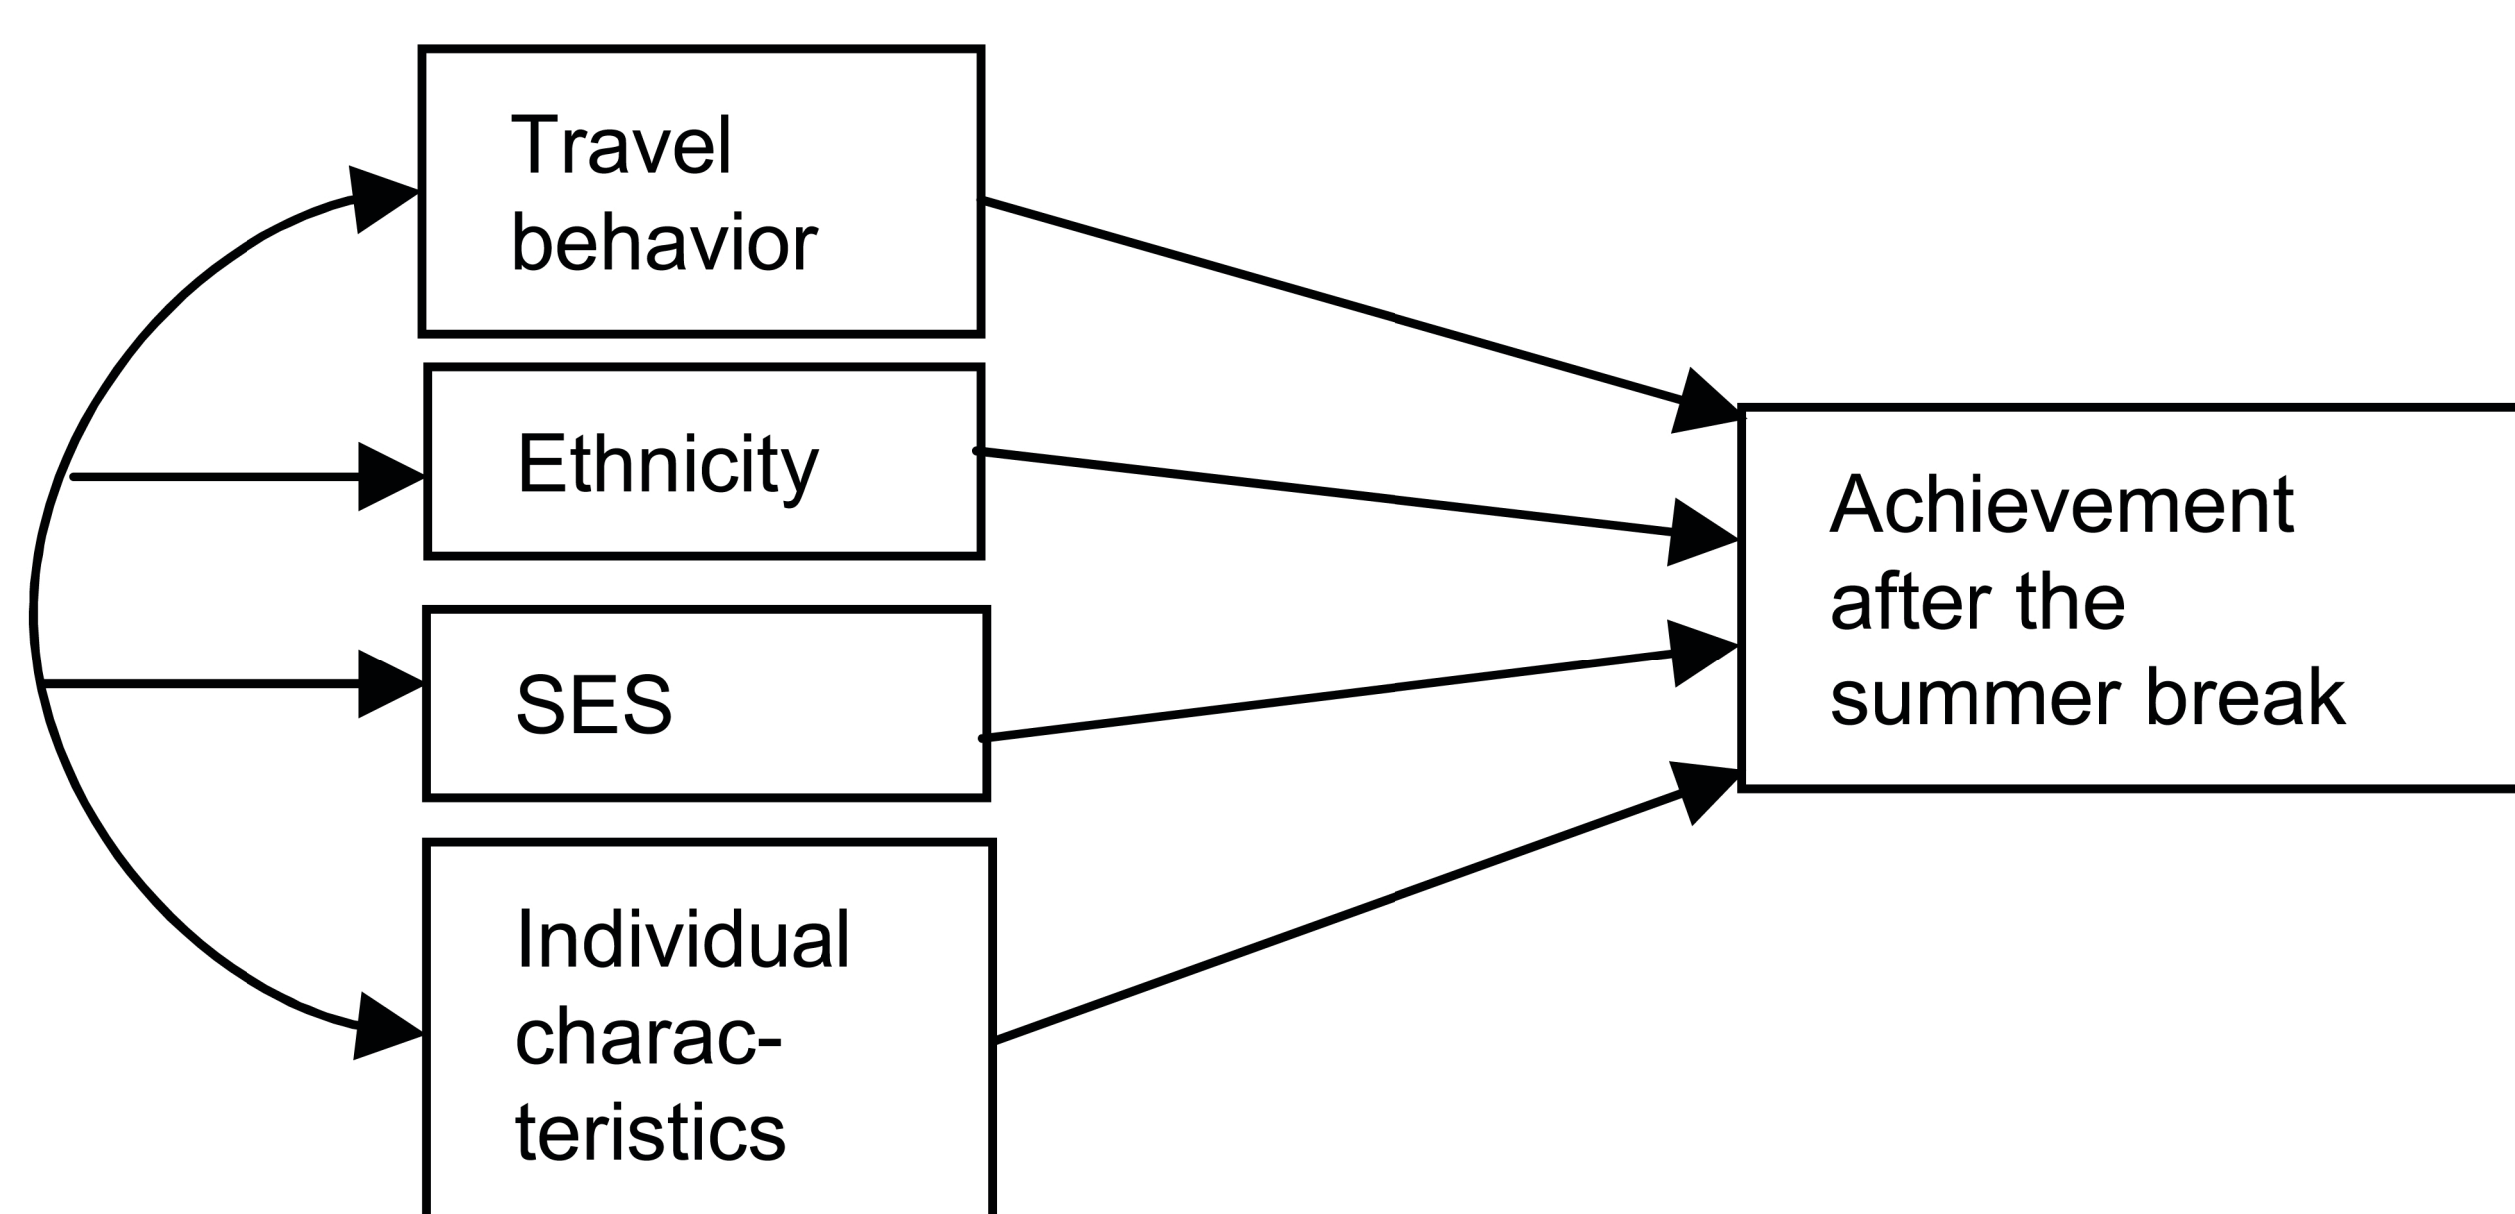 Travel
behavior
Ethnicity
SES
Individual
charac-
teristics
Achievement
after the
summer break